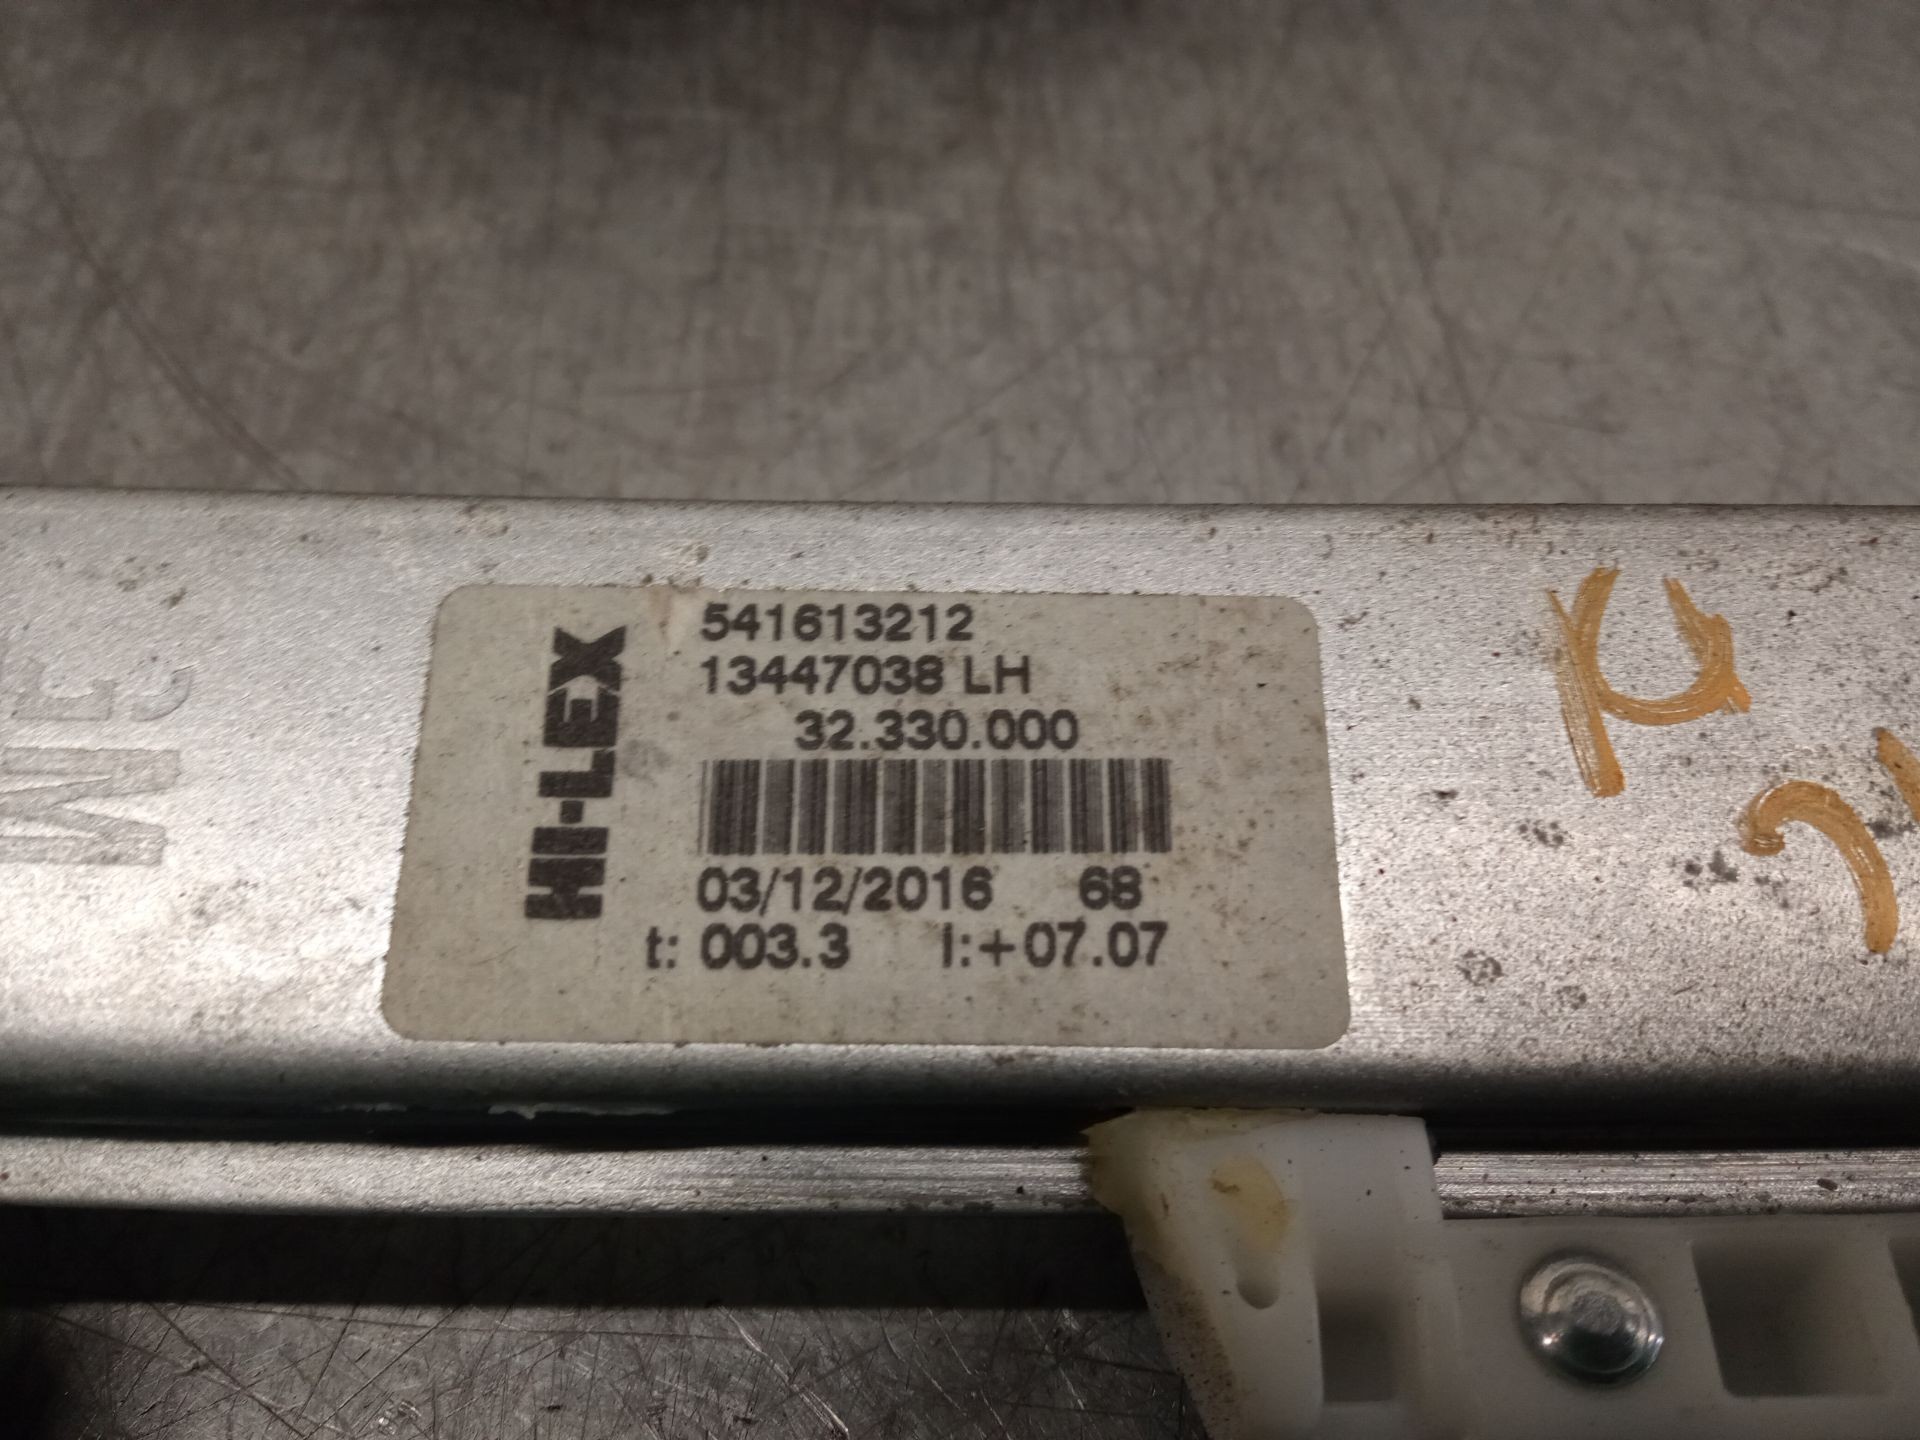 HI-LEX
541613212
13447038 LH
32.330.000
03/12/2016 68
t: 003.3 l:+07.07